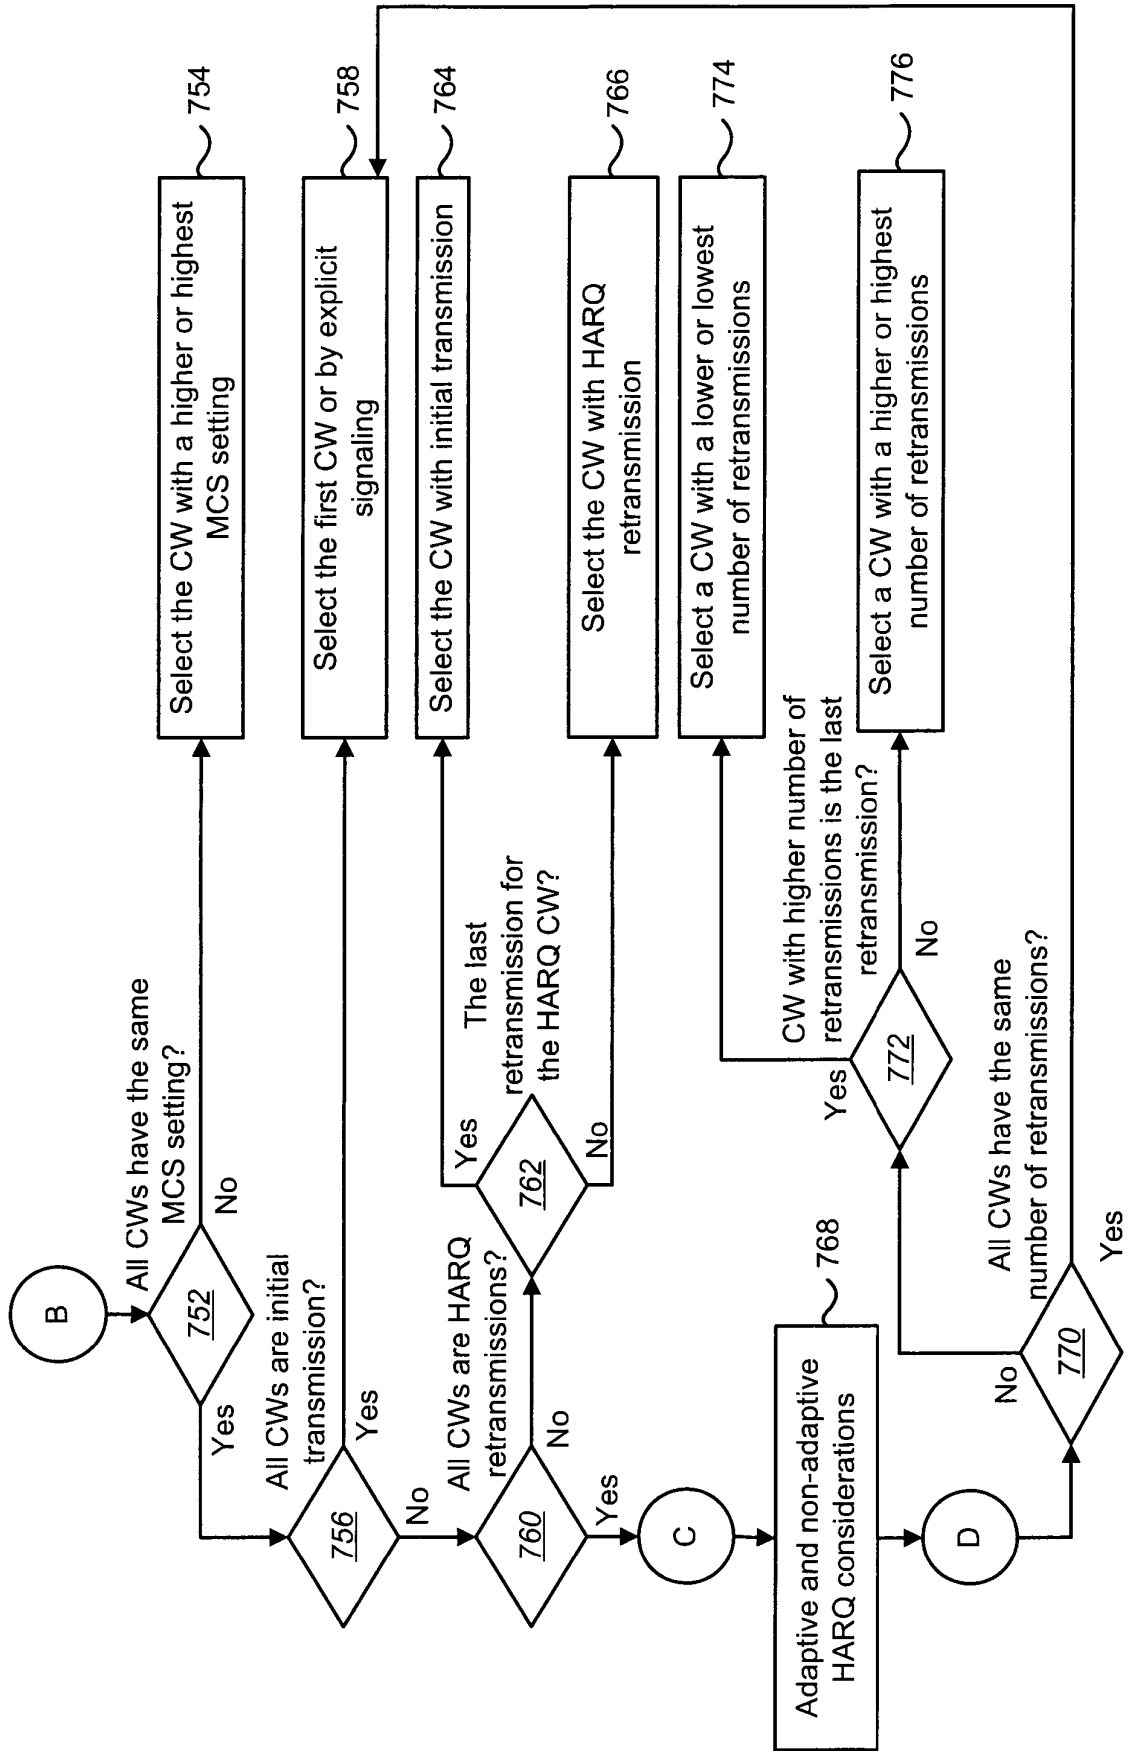 B
All CWs have the same
MCS setting?
752
No
Yes
Select the CW with a higher or highest
MCS setting
754
All CWs are initial
transmission?
756
Yes
No
Select the first CW or by explicit
signaling
758
All CWs are HARQ
retransmissions?
760
No
Yes
The last
retransmission for
the HARQ CW?
762
Yes
No
Select the CW with initial transmission
764
Select the CW with HARQ
retransmission
766
C
Adaptive and non-adaptive
HARQ considerations
768
D
All CWs have the same
number of retransmissions?
770
No
Yes
CW with higher number of
retransmissions is the last
retransmission?
772
Yes
No
Select a CW with a lower or lowest
number of retransmissions
774
Select a CW with a higher or highest
number of retransmissions
776